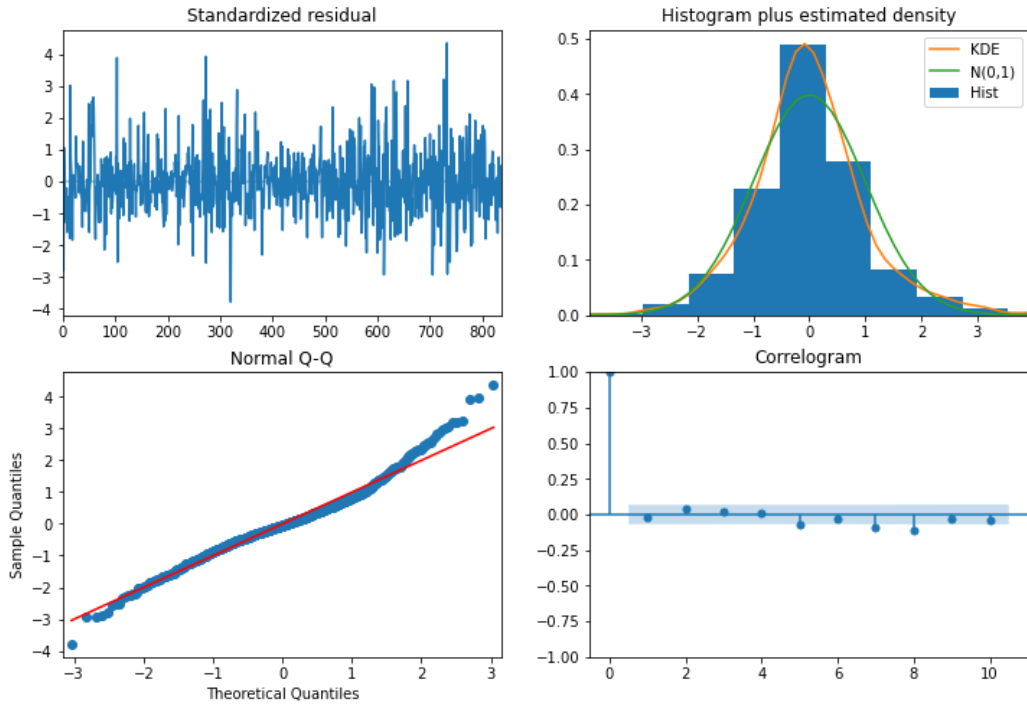 Standardized residual
4
3
2
1
0
−1
−2
−3
−4
0 100 200 300 400 500 600 700 800
Histogram plus estimated density
KDE
N(0,1)
Hist
0.5
0.4
0.3
0.2
0.1
0.0
−3 −2 −1 0 1 2 3
Normal Q-Q
Sample Quantiles
4
3
2
1
0
−1
−2
−3
−4
−3 −2 −1 0 1 2 3
Theoretical Quantiles
Correlogram
1.00
0.75
0.50
0.25
0.00
−0.25
−0.50
−0.75
−1.00
0 2 4 6 8 10